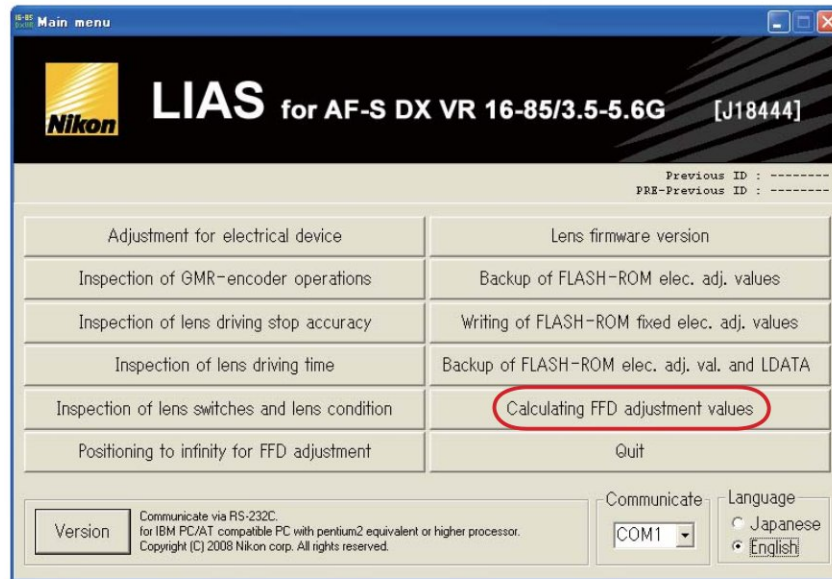 16-85
DxVR Main menu
Nikon
LIAS for AF-S DX VR 16-85/3.5-5.6G [J18444]
Previous ID : --------
PRE-Previous ID : --------
Adjustment for electrical device
Lens firmware version
Inspection of GMR-encoder operations
Backup of FLASH-ROM elec. adj. values
Inspection of lens driving stop accuracy
Writing of FLASH-ROM fixed elec. adj. values
Inspection of lens driving time
Backup of FLASH-ROM elec. adj. val. and LDATA
Inspection of lens switches and lens condition
Calculating FFD adjustment values
Positioning to infinity for FFD adjustment
Quit
Version
Communicate via RS-232C.
for IBM PC/AT compatible PC with pentium2 equivalent or higher processor.
Copyright (C) 2008 Nikon corp. All rights reserved.
Communicate
COM1
Language
Japanese
English